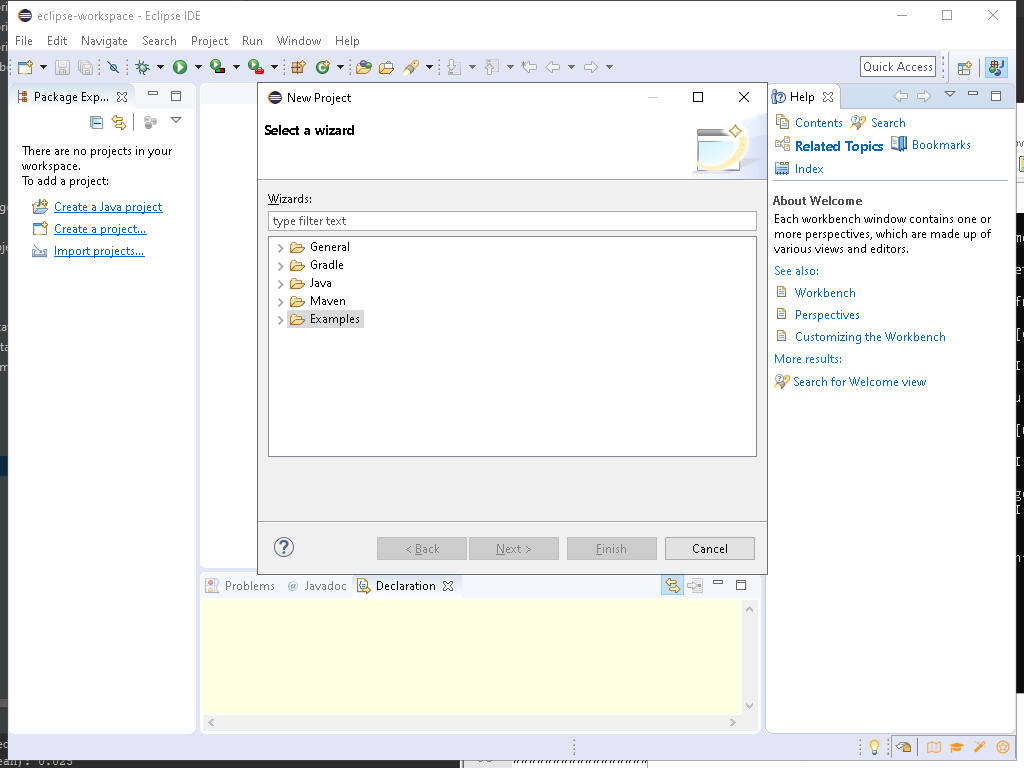 eclipse-workspace - Eclipse IDE
File Edit Navigate Search Project Run Window Help
Quick Access
Package Exp...
There are no projects in your
workspace.
To add a project:
Create a Java project
Create a project...
Import projects...
New Project
Select a wizard
Wizards:
type filter text
General
Gradle
Java
Maven
Examples
< Back Next > Finish Cancel
Problems @ Javadoc Declaration
Help
Contents Search
Related Topics Bookmarks
Index
About Welcome
Each workbench window contains one or
more perspectives, which are made up of
various views and editors.
See also:
Workbench
Perspectives
Customizing the Workbench
More results:
Search for Welcome view